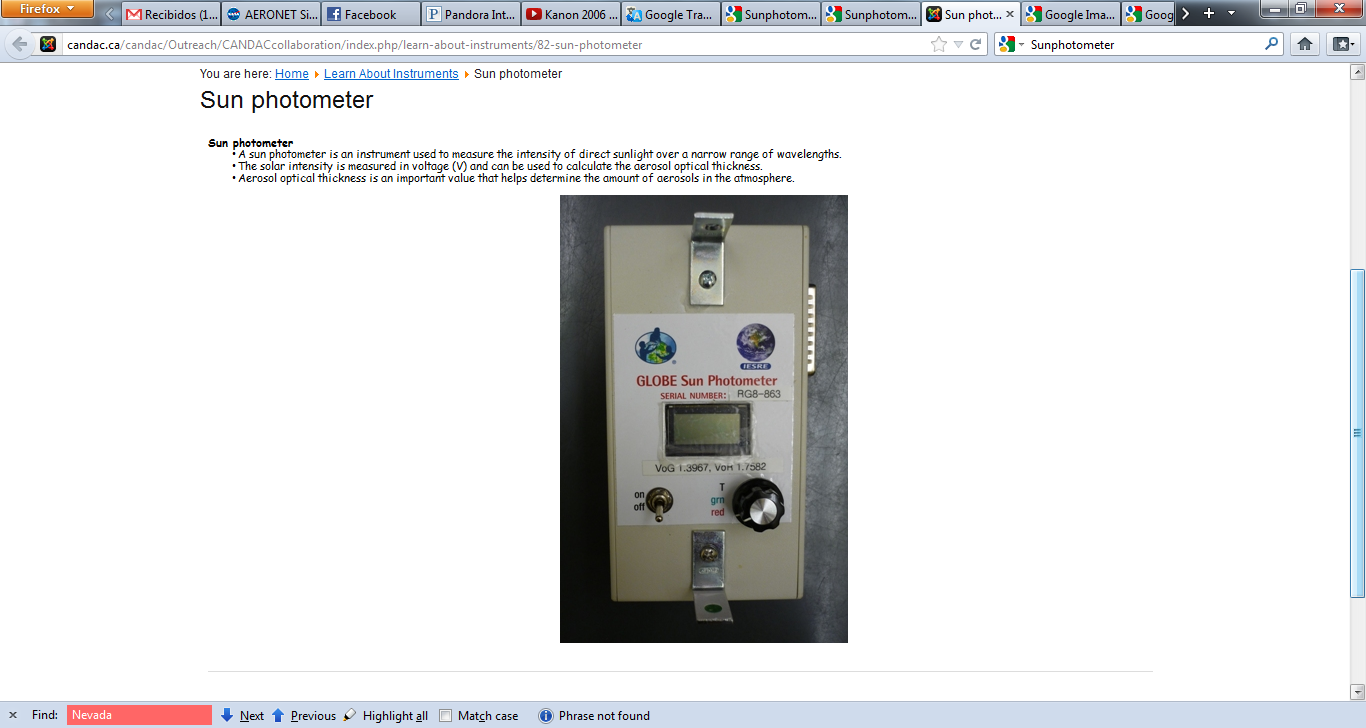 Firefox
Recibidos (1...
AERONET Si...
Facebook
Pandora Int...
Kanon 2006 ...
Google Tra...
Sunphotom...
Sunphotom...
Sun phot...
Google Ima...
Goog
candac.ca/candac/Outreach/CANDACcollaboration/index.php/learn-about-instruments/82-sun-photometer
Sunphotometer
You are here: Home Learn About Instruments Sun photometer
Sun photometer
Sun photometer
• A sun photometer is an instrument used to measure the intensity of direct sunlight over a narrow range of wavelengths.
• The solar intensity is measured in voltage (V) and can be used to calculate the aerosol optical thickness.
• Aerosol optical thickness is an important value that helps determine the amount of aerosols in the atmosphere.
IESRE
GLOBE Sun Photometer
SERIAL NUMBER: RG8-863
VoG 1.3967, VoR 1.7582
on
off
T
grn
red
Find: Nevada Next Previous Highlight all Match case Phrase not found